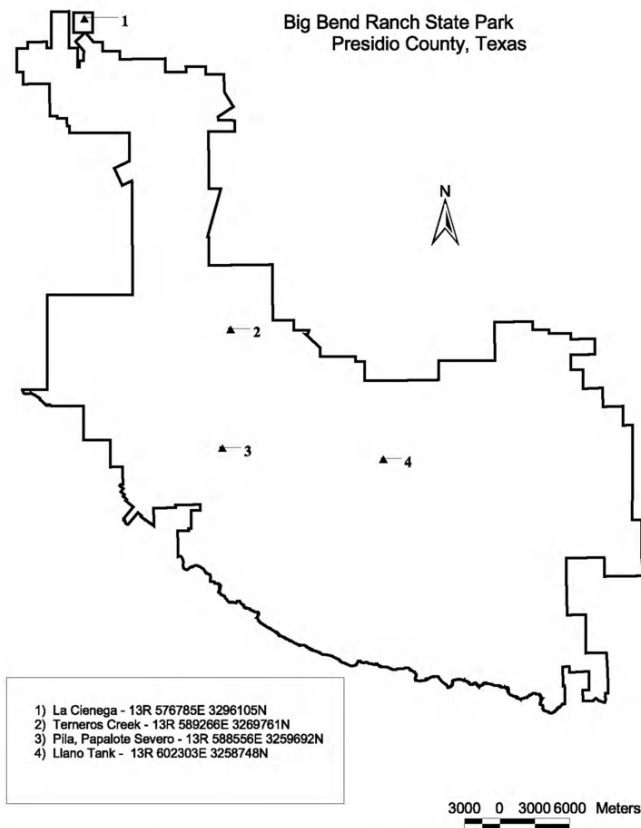 Big Bend Ranch State Park
Presidio County, Texas
1
N
2
3
4
1) La Cienega - 13R 576785E 3296105N
2) Terneros Creek - 13R 589266E 3269761N
3) Pila, Papalote Severo - 13R 588556E 3259692N
4) Llano Tank - 13R 602303E 3258748N
3000 0 3000 6000 Meters